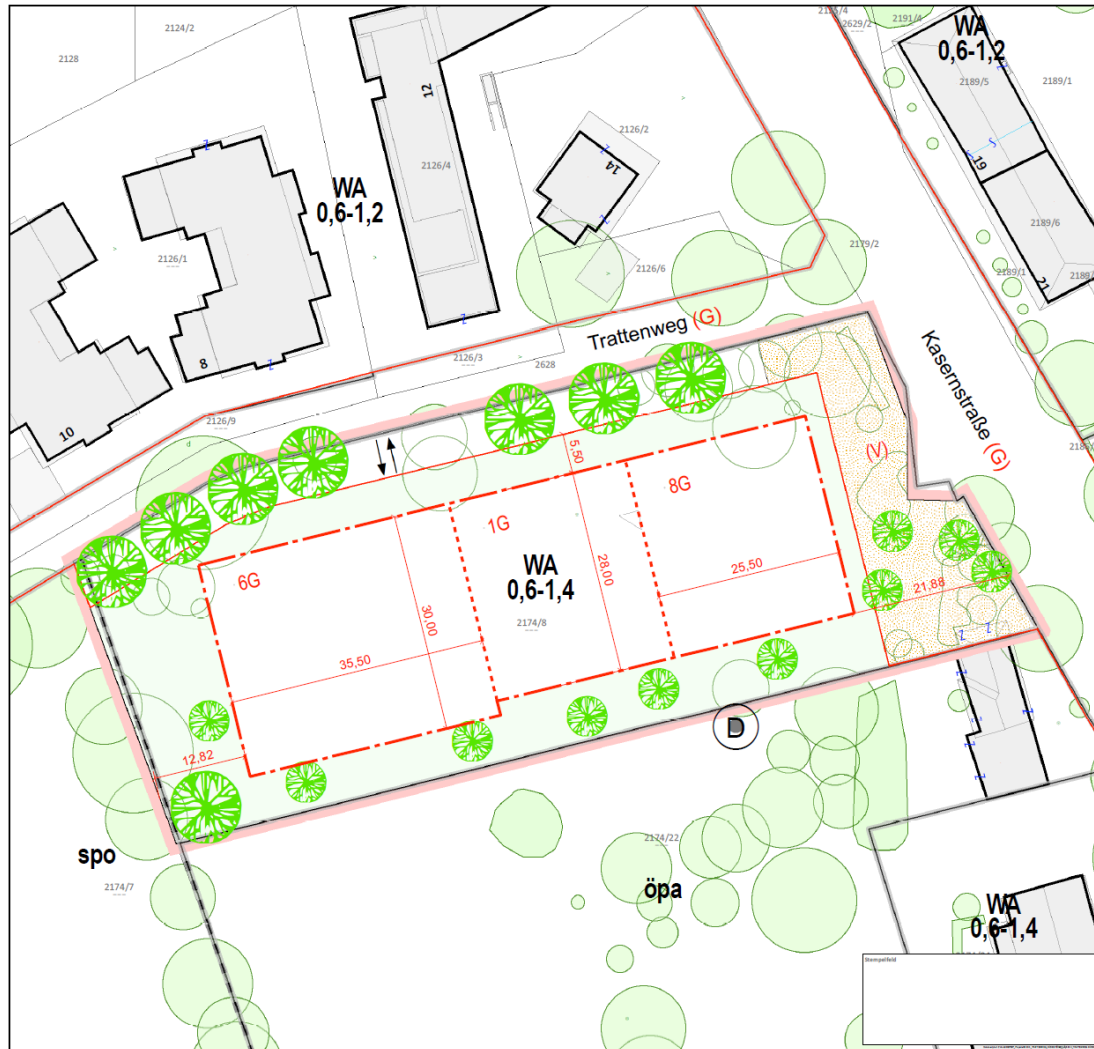 2124/2
2128
2629/2
2191/4
WA
0,6-1,2
2189/5
2189/1
12
2126/4
2126/2
14
19
S
S
2189/6
WA
0,6-1,2
2126/1
2126/6
2179/2
2189/1
21
Z
Z
Z
Z
Z
Trattenweg (G)
Kasernstraße (G)
2126/3
2628
8
10
2126/9
d
5,50
(V)
8G
1G
6G
WA
0,6-1,4
2174/8
28,00
30,00
25,50
35,50
21,88
12,82
Z
Z
D
Z
Z
Z
Z
Z
spo
2174/7
2174/22
öpa
WA
0,6-1,4
Stempelfeld